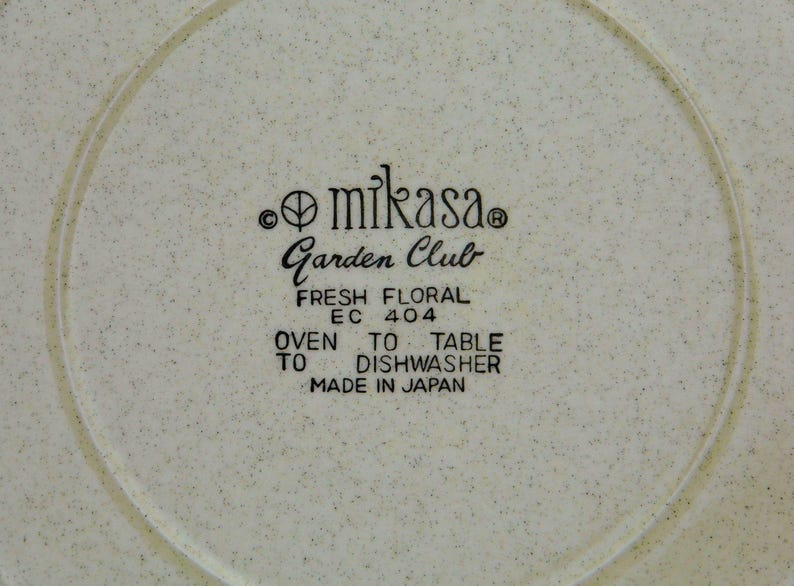 © mikasa®
Garden Club
FRESH FLORAL
EC 404
OVEN TO TABLE
TO DISHWASHER
MADE IN JAPAN